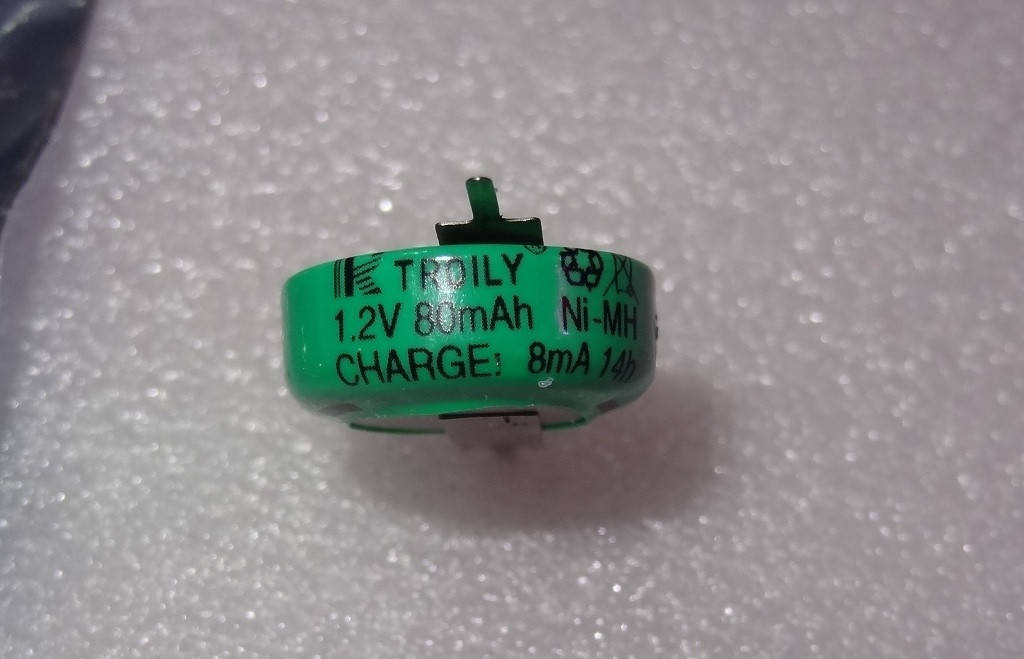 TROILY
1.2V 80mAh Ni-MH
CHARGE: 8mA 14h